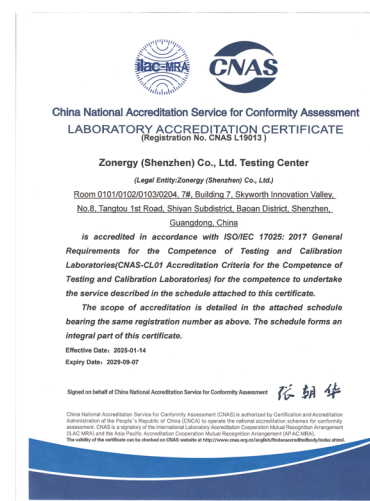 ilac-MRA
CNAS
China National Accreditation Service for Conformity Assessment
LABORATORY ACCREDITATION CERTIFICATE
(Registration No. CNAS L19013 )
Zonergy (Shenzhen) Co., Ltd. Testing Center
(Legal Entity:Zonergy (Shenzhen) Co., Ltd.)
Room 0101/0102/0103/0204, 7#, Building 7, Skyworth Innovation Valley,
No.8, Tangtou 1st Road, Shiyan Subdistrict, Baoan District, Shenzhen,
Guangdong, China
is accredited in accordance with ISO/IEC 17025: 2017 General
Requirements for the Competence of Testing and Calibration
Laboratories(CNAS-CL01 Accreditation Criteria for the Competence of
Testing and Calibration Laboratories) for the competence to undertake
the service described in the schedule attached to this certificate.
The scope of accreditation is detailed in the attached schedule
bearing the same registration number as above. The schedule forms an
integral part of this certificate.
Effective Date: 2025-01-14
Expiry Date: 2029-09-07
Signed on behalf of China National Accreditation Service for Conformity Assessment 张朝华
China National Accreditation Service for Conformity Assessment (CNAS) is authorized by Certification and Accreditation
Administration of the People's Republic of China (CNCA) to operate the national accreditation schemes for conformity
assessment. CNAS is a signatory of the International Laboratory Accreditation Cooperation Mutual Recognition Arrangement
(ILAC MRA) and the Asia Pacific Accreditation Cooperation Mutual Recognition Arrangement (APAC MRA).
The validity of the certificate can be checked on CNAS website at http://www.cnas.org.cn/english/findanaccreditedbody/index.shtml.